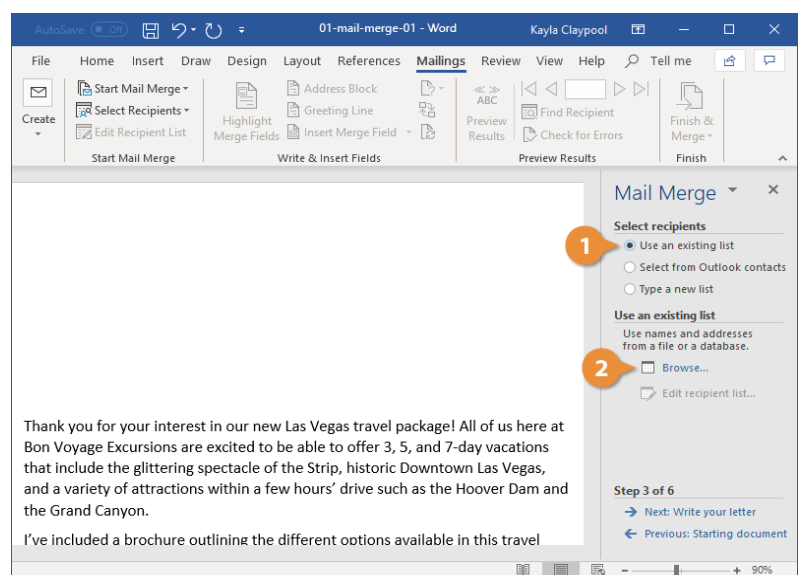 AutoSave Off 01-mail-merge-01 - Word Kayla Claypool
File Home Insert Draw Design Layout References Mailings Review View Help Tell me
Create
Start Mail Merge
Select Recipients
Edit Recipient List
Start Mail Merge
Highlight
Merge Fields
Address Block
Greeting Line
Insert Merge Field
Write & Insert Fields
ABC
Preview
Results
Find Recipient
Check for Errors
Preview Results
Finish &
Merge
Finish
Mail Merge
Select recipients
1
Use an existing list
Select from Outlook contacts
Type a new list
Use an existing list
Use names and addresses
from a file or a database.
2
Browse...
Edit recipient list...
Thank you for your interest in our new Las Vegas travel package! All of us here at
Bon Voyage Excursions are excited to be able to offer 3, 5, and 7-day vacations
that include the glittering spectacle of the Strip, historic Downtown Las Vegas,
and a variety of attractions within a few hours’ drive such as the Hoover Dam and
the Grand Canyon.
I’ve included a brochure outlining the different options available in this travel
Step 3 of 6
Next: Write your letter
Previous: Starting document
90%